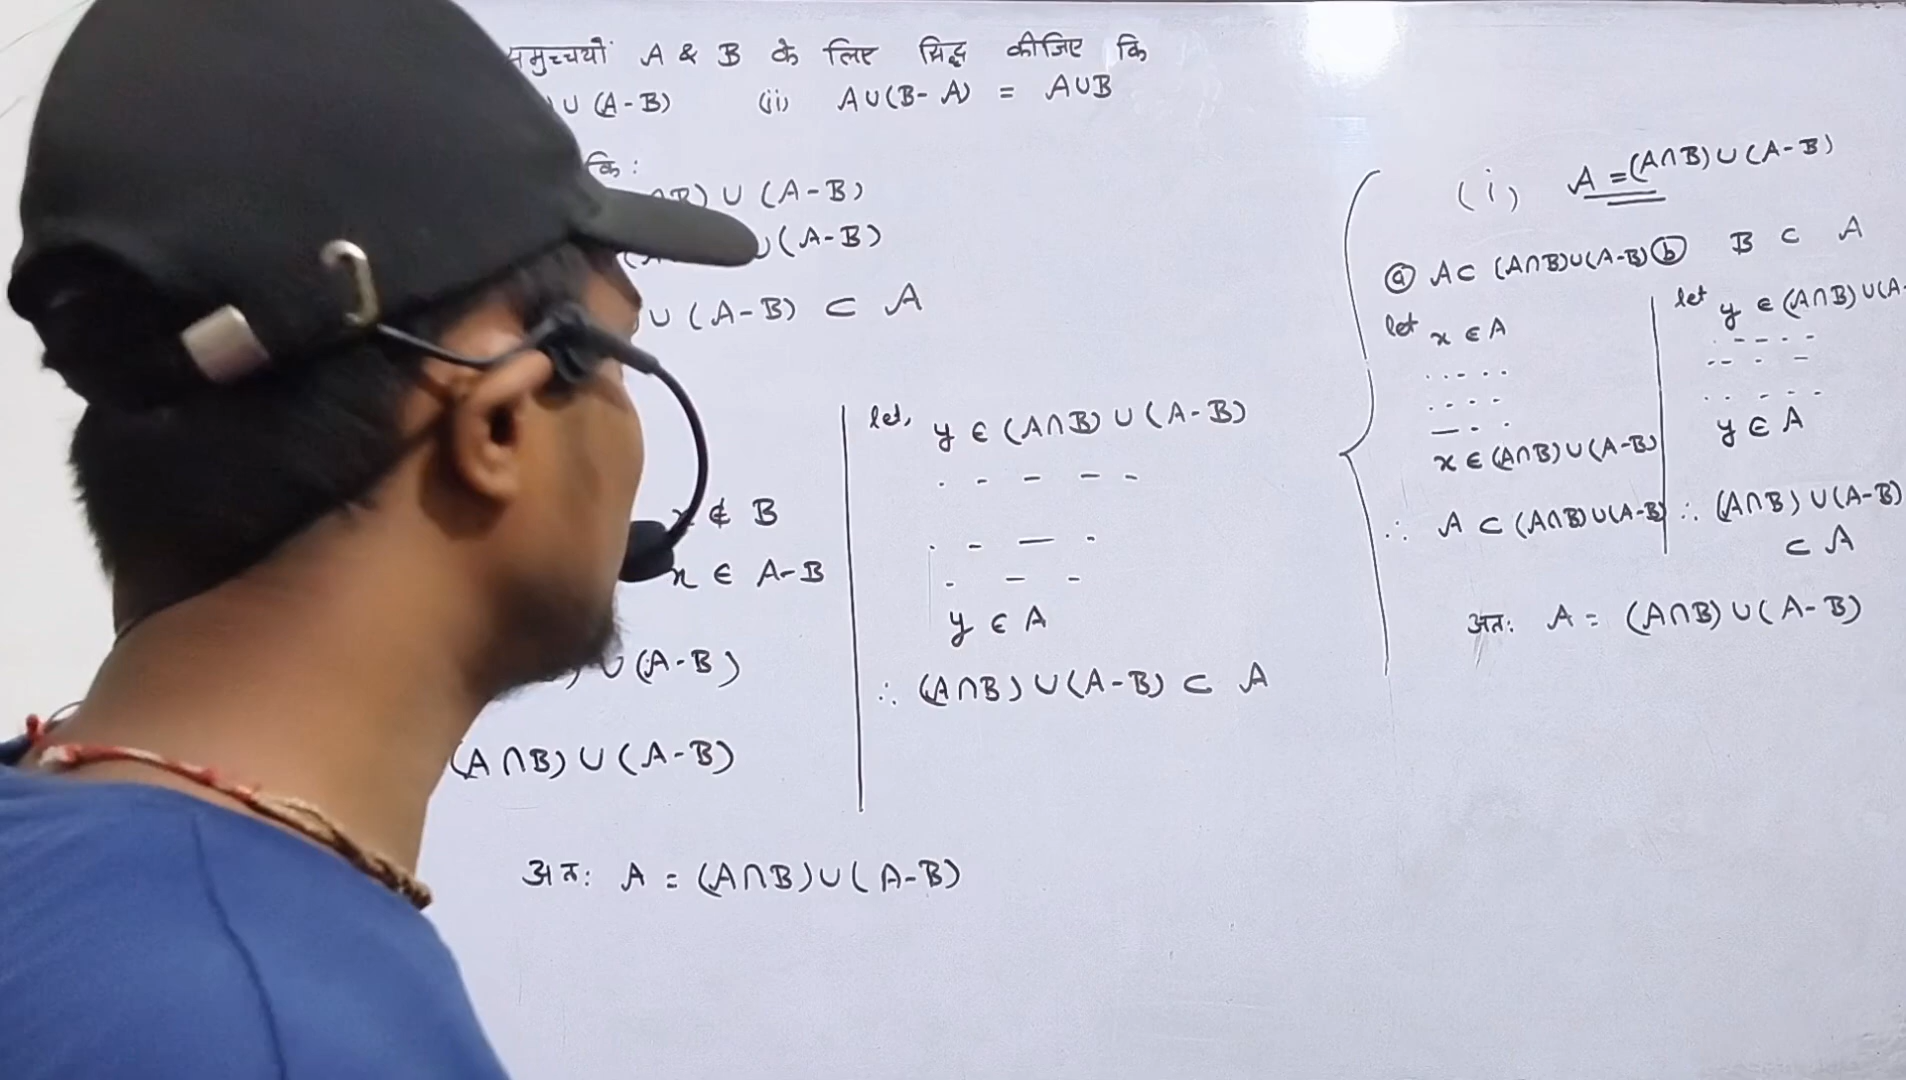 समुच्चयों A & B के लिए सिद्ध कीजिए कि
∪ (A - B) (ii) A∪(B - A) = A∪B
कि:
) ∪ (A - B)
∪ (A - B)
∪ (A - B) ⊂ A
x ∉ B
x ∈ A - B
) ∪ (A - B)
(A ∩ B) ∪ (A - B)
let, y ∈ (A∩B) ∪ (A - B)
y ∈ A
∴ (A∩B) ∪ (A - B) ⊂ A
अत: A = (A∩B) ∪ (A - B)
(i) A = (A∩B) ∪ (A - B)
ⓐ A ⊂ (A∩B)∪(A-B) ⓑ B ⊂ A
let x ∈ A
x ∈ (A∩B) ∪ (A-B)
∴ A ⊂ (A∩B)∪(A-B)
let y ∈ (A∩B) ∪(A-
y ∈ A
∴ (A∩B) ∪(A-B)
⊂ A
अत: A = (A∩B) ∪ (A - B)